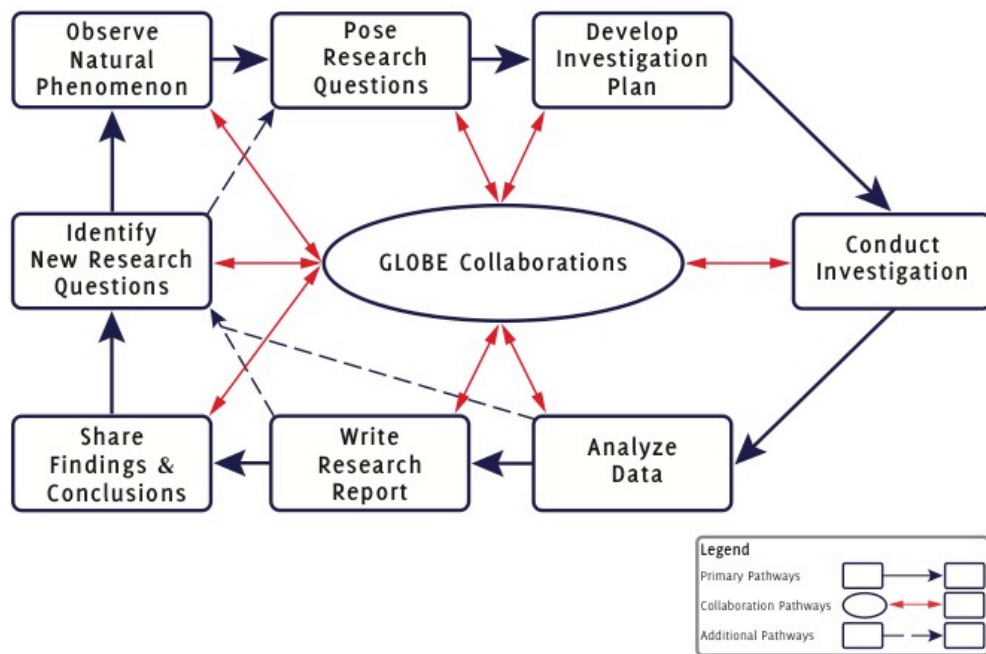 Observe
Natural
Phenomenon
Pose
Research
Questions
Develop
Investigation
Plan
Identify
New Research
Questions
GLOBE Collaborations
Conduct
Investigation
Share
Findings &
Conclusions
Write
Research
Report
Analyze
Data
Legend
Primary Pathways
Collaboration Pathways
Additional Pathways